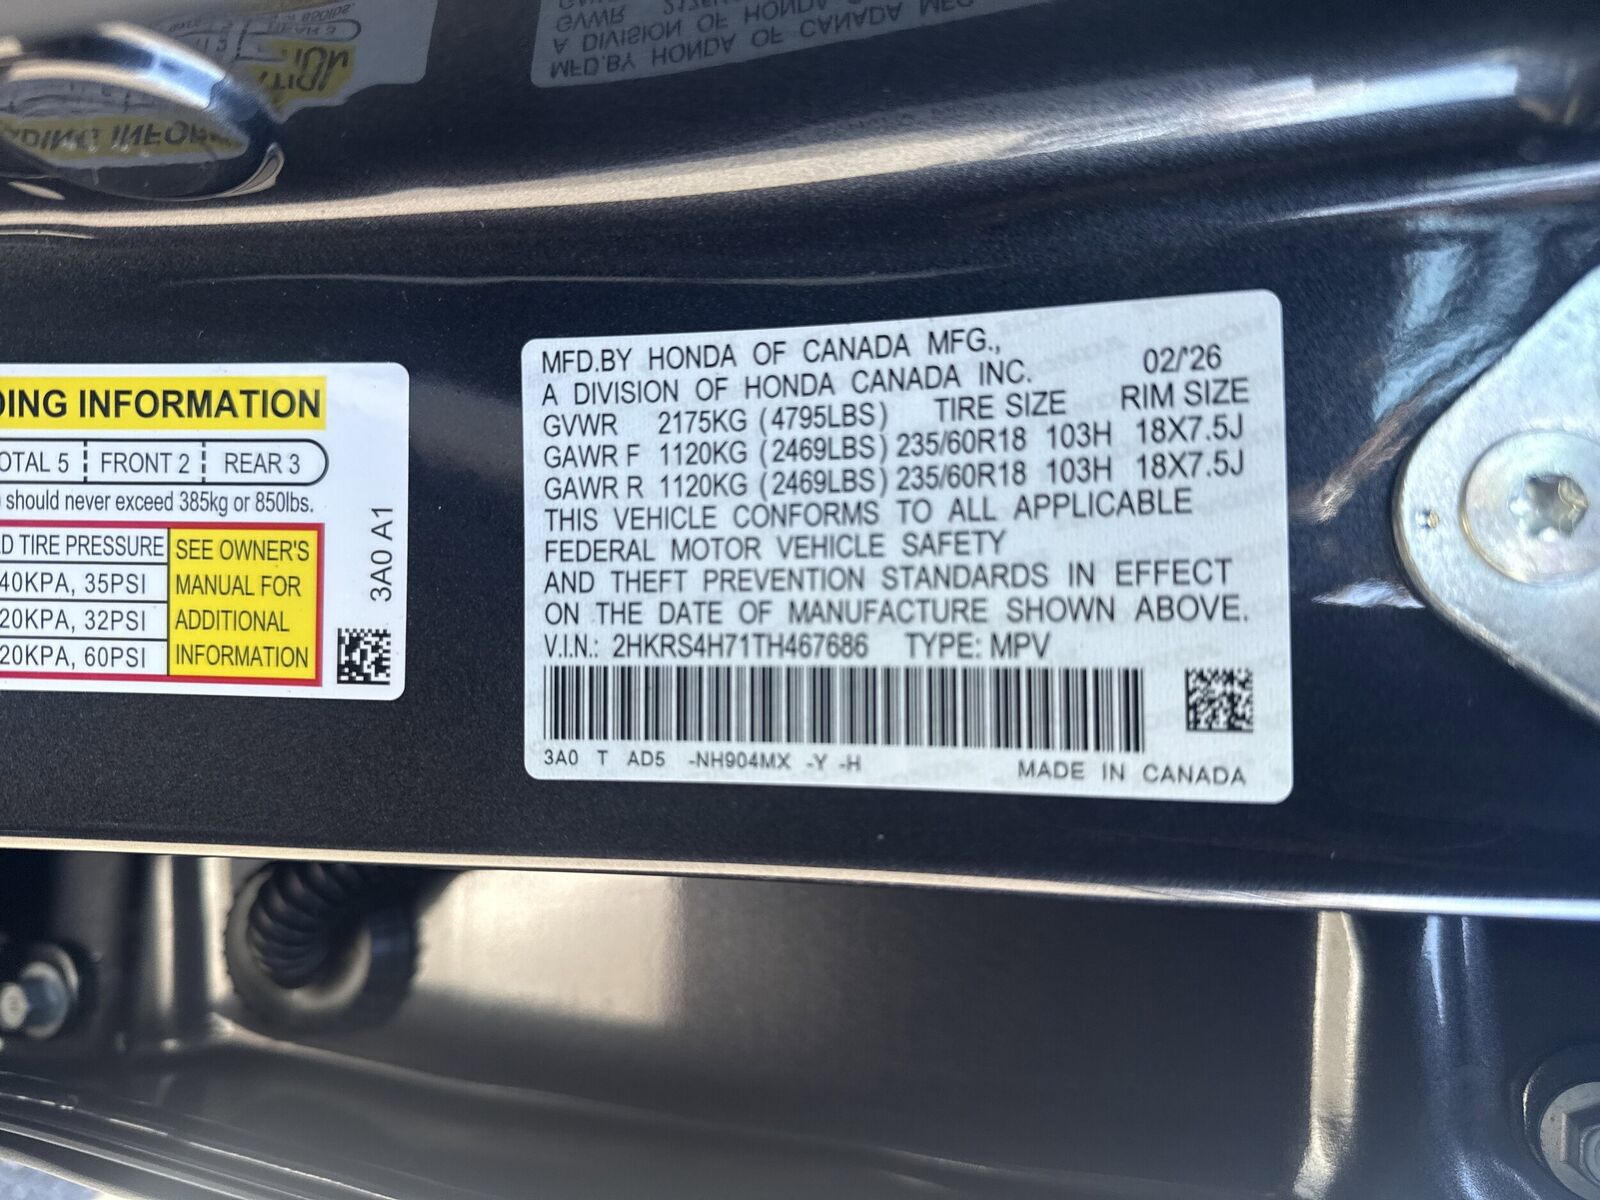 DING INFORMATION
OTAL 5 FRONT 2 REAR 3
should never exceed 385kg or 850lbs.
D TIRE PRESSURE
40KPA, 35PSI
20KPA, 32PSI
20KPA, 60PSI
SEE OWNER'S
MANUAL FOR
ADDITIONAL
INFORMATION
3A0 A1
MFD.BY HONDA OF CANADA MFG., 02/'26
A DIVISION OF HONDA CANADA INC.
GVWR 2175KG (4795LBS) TIRE SIZE RIM SIZE
GAWR F 1120KG (2469LBS) 235/60R18 103H 18X7.5J
GAWR R 1120KG (2469LBS) 235/60R18 103H 18X7.5J
THIS VEHICLE CONFORMS TO ALL APPLICABLE
FEDERAL MOTOR VEHICLE SAFETY
AND THEFT PREVENTION STANDARDS IN EFFECT
ON THE DATE OF MANUFACTURE SHOWN ABOVE.
V.I.N.: 2HKRS4H71TH467686 TYPE: MPV
3A0 T AD5 -NH904MX -Y -H
MADE IN CANADA